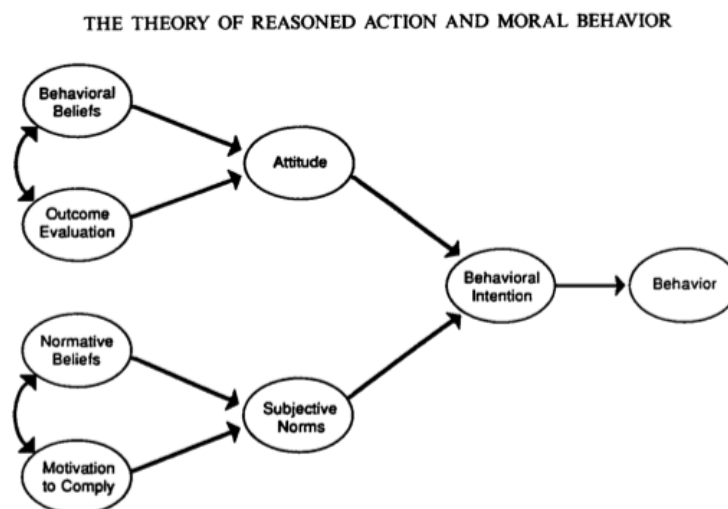 THE THEORY OF REASONED ACTION AND MORAL BEHAVIOR
Behavioral
Beliefs
Attitude
Outcome
Evaluation
Behavioral
Intention
Behavior
Normative
Beliefs
Subjective
Norms
Motivation
to Comply